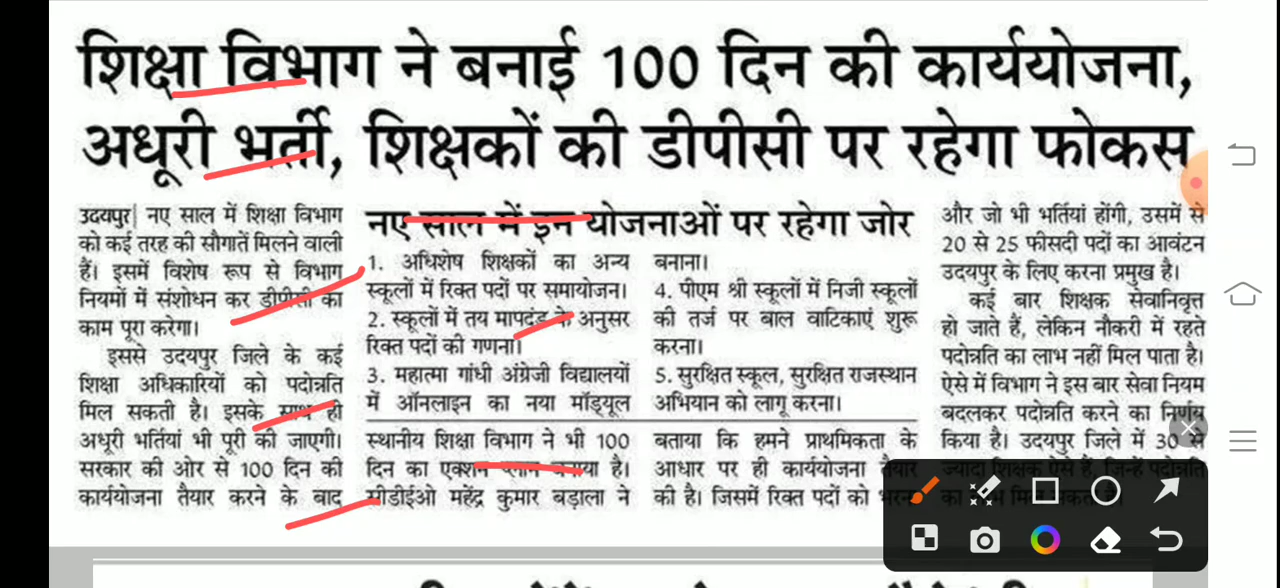 शिक्षा विभाग ने बनाई 100 दिन की कार्ययोजना,
अधूरी भर्ती, शिक्षकों की डीपीसी पर रहेगा फोकस
उदयपुर| नए साल में शिक्षा विभाग
को कई तरह की सौगातें मिलने वाली
हैं। इसमें विशेष रूप से विभाग
नियमों में संशोधन कर डीपीसी का
काम पूरा करेगा।
इससे उदयपुर जिले के कई
शिक्षा अधिकारियों को पदोन्नति
मिल सकती है। इसके साथ ही
अधूरी भर्तियां भी पूरी की जाएगी।
सरकार की ओर से 100 दिन की
कार्ययोजना तैयार करने के बाद
नए साल में इन योजनाओं पर रहेगा जोर
1. अधिशेष शिक्षकों का अन्य
स्कूलों में रिक्त पदों पर समायोजन।
2. स्कूलों में तय मापदंड के अनुसर
रिक्त पदों की गणना।
3. महात्मा गांधी अंग्रेजी विद्यालयों
में ऑनलाइन का नया मॉड्यूल
बनाना।
4. पीएम श्री स्कूलों में निजी स्कूलों
की तर्ज पर बाल वाटिकाएं शुरू
करना।
5. सुरक्षित स्कूल, सुरक्षित राजस्थान
अभियान को लागू करना।
स्थानीय शिक्षा विभाग ने भी 100
दिन का एक्शन प्लान बनाया है।
सीडीईओ महेंद्र कुमार बड़ाला ने
बताया कि हमने प्राथमिकता के
आधार पर ही कार्ययोजना तैयार
की है। जिसमें रिक्त पदों को भरना
और जो भी भर्तियां होंगी, उसमें से
20 से 25 फीसदी पदों का आवंटन
उदयपुर के लिए करना प्रमुख है।
कई बार शिक्षक सेवानिवृत्त
हो जाते हैं, लेकिन नौकरी में रहते
पदोन्नति का लाभ नहीं मिल पाता है।
ऐसे में विभाग ने इस बार सेवा नियम
बदलकर पदोन्नति करने का निर्णय
किया है। उदयपुर जिले में 30 से
ज्यादा शिक्षक ऐसे हैं, जिन्हें पदोन्नति
का लाभ मिल सकता है।